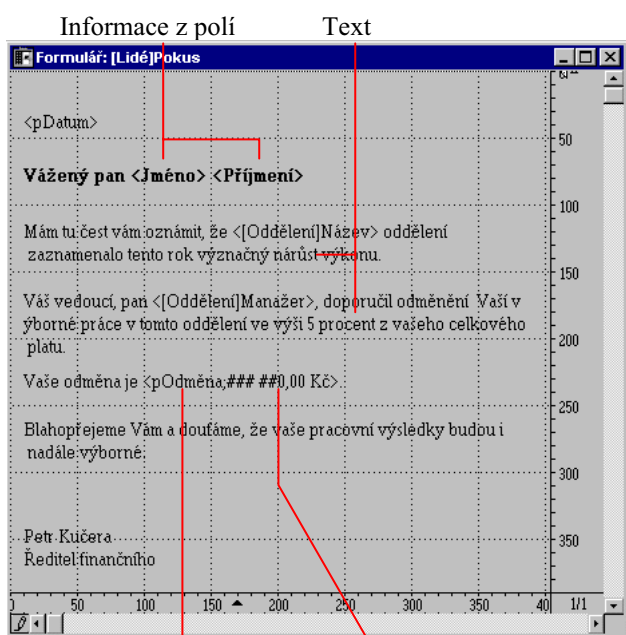 Informace z polí Text
Formulář: [Lidé]Pokus
<pDatum>
50
Vážený pan <Jméno> <Příjmení>
100
Mám tu čest vám oznámit, že <[Oddělení]Název> oddělení
zaznamenalo tento rok význačný nárůst výkonu.
150
Váš vedoucí, pan <[Oddělení]Manažer>, doporučil odměnění Vaší v
ýborné práce v tomto oddělení ve výši 5 procent z vašeho celkového
200
platu.
Vaše odměna je <pOdměna;### ##0,00 Kč>.
250
Blahopřejeme Vám a doufáme, že vaše pracovní výsledky budou i
nadále výborné.
300
Petr Kučera
350
Ředitel finančního
50 100 150 200 250 300 350 40 1/1